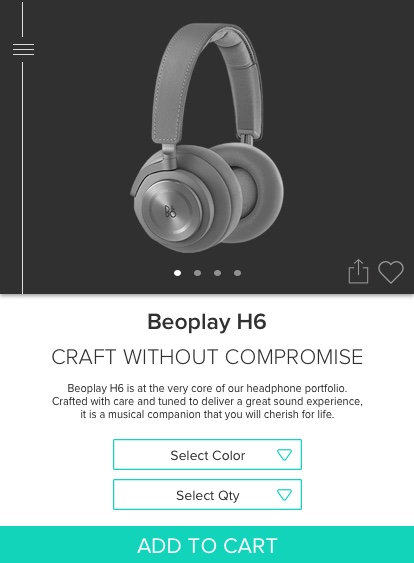 Beoplay H6
CRAFT WITHOUT COMPROMISE
Beoplay H6 is at the very core of our headphone portfolio.
Crafted with care and tuned to deliver a great sound experience,
it is a musical companion that you will cherish for life.
Select Color
Select Qty
ADD TO CART